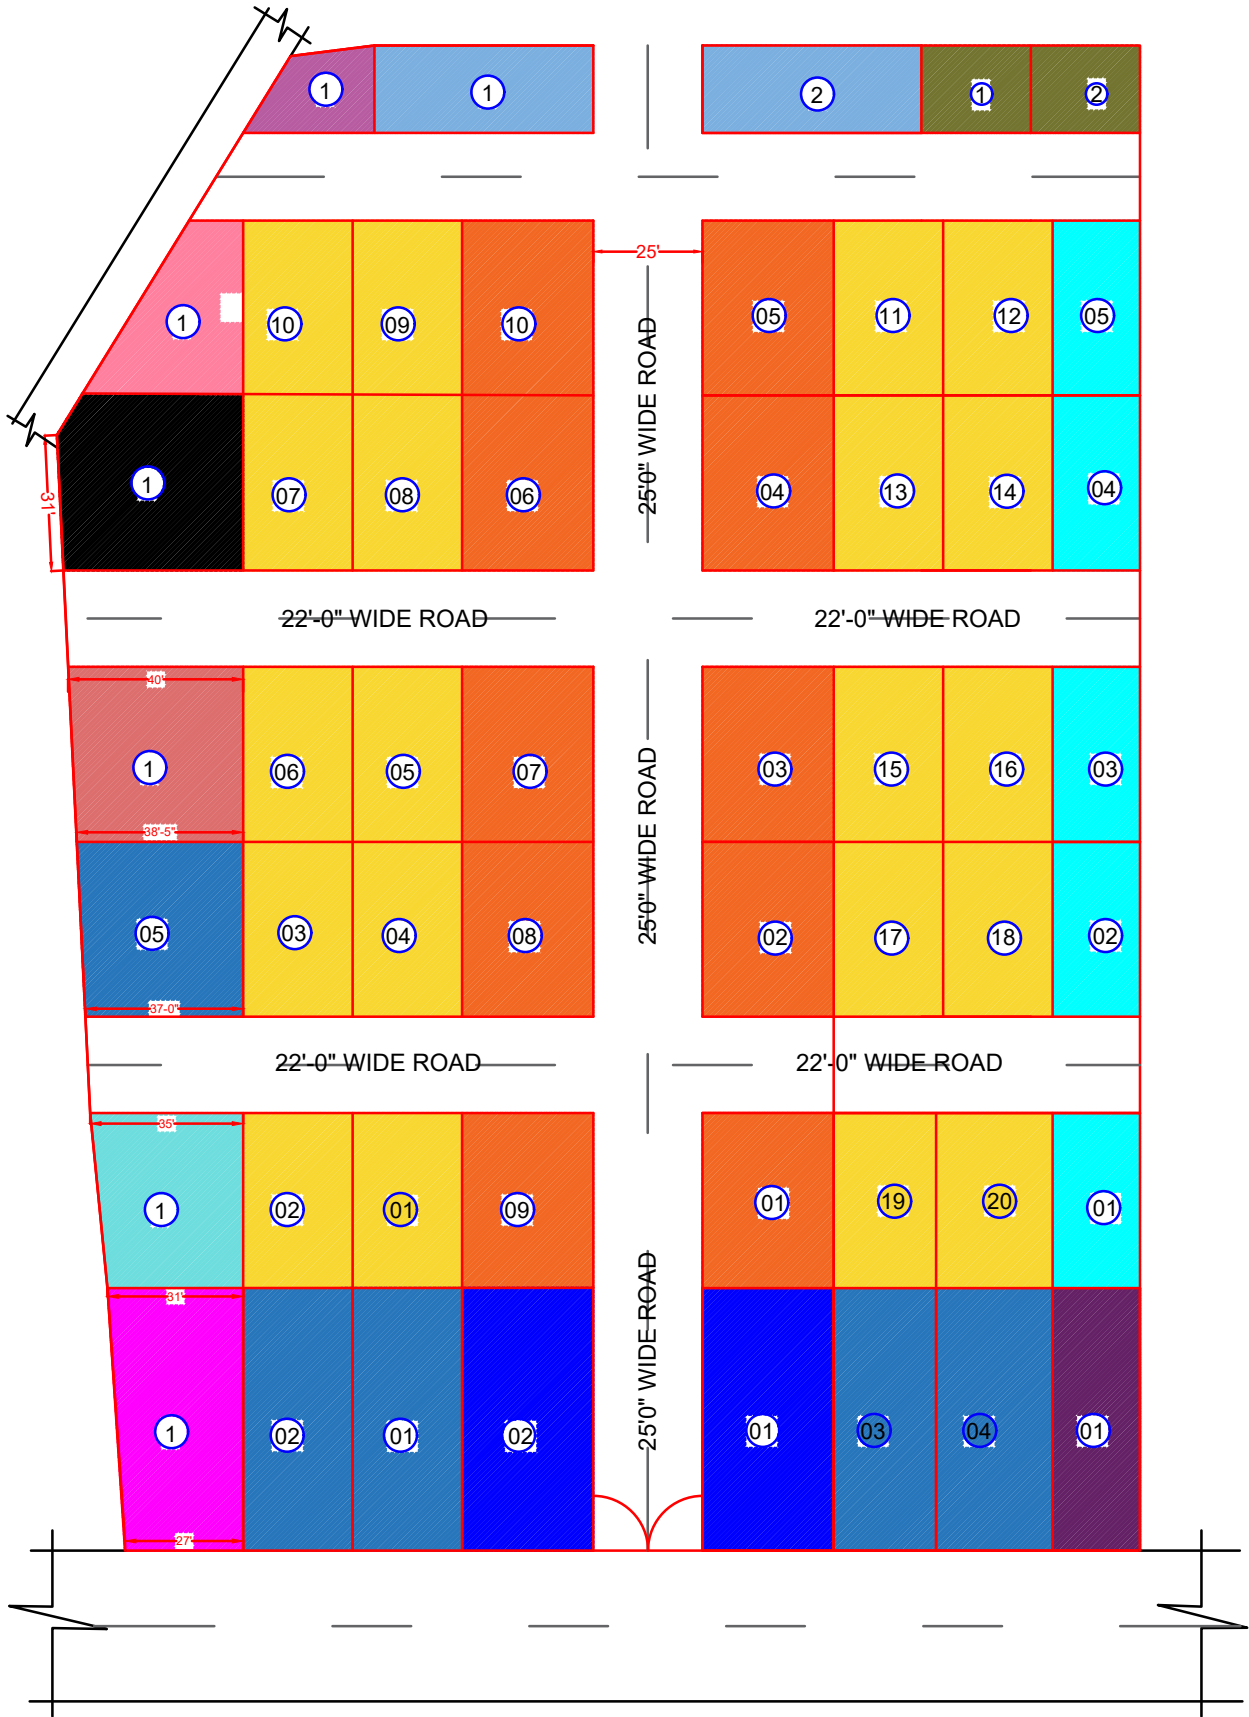 1 1 2 1 2
25'
1 10 09 10 05 11 12 05
25'0" WIDE ROAD
31'
1 07 08 06 04 13 14 04
22'-0" WIDE ROAD 22'-0" WIDE ROAD
40'
1 06 05 07 03 15 16 03
38'-5"
25'0" WIDE ROAD
05 03 04 08 02 17 18 02
37-0"
22'-0" WIDE ROAD 22'-0" WIDE ROAD
35'
1 02 01 09 01 19 20 01
31'
25'0" WIDE ROAD
1 02 01 02 01 03 04 01
27'